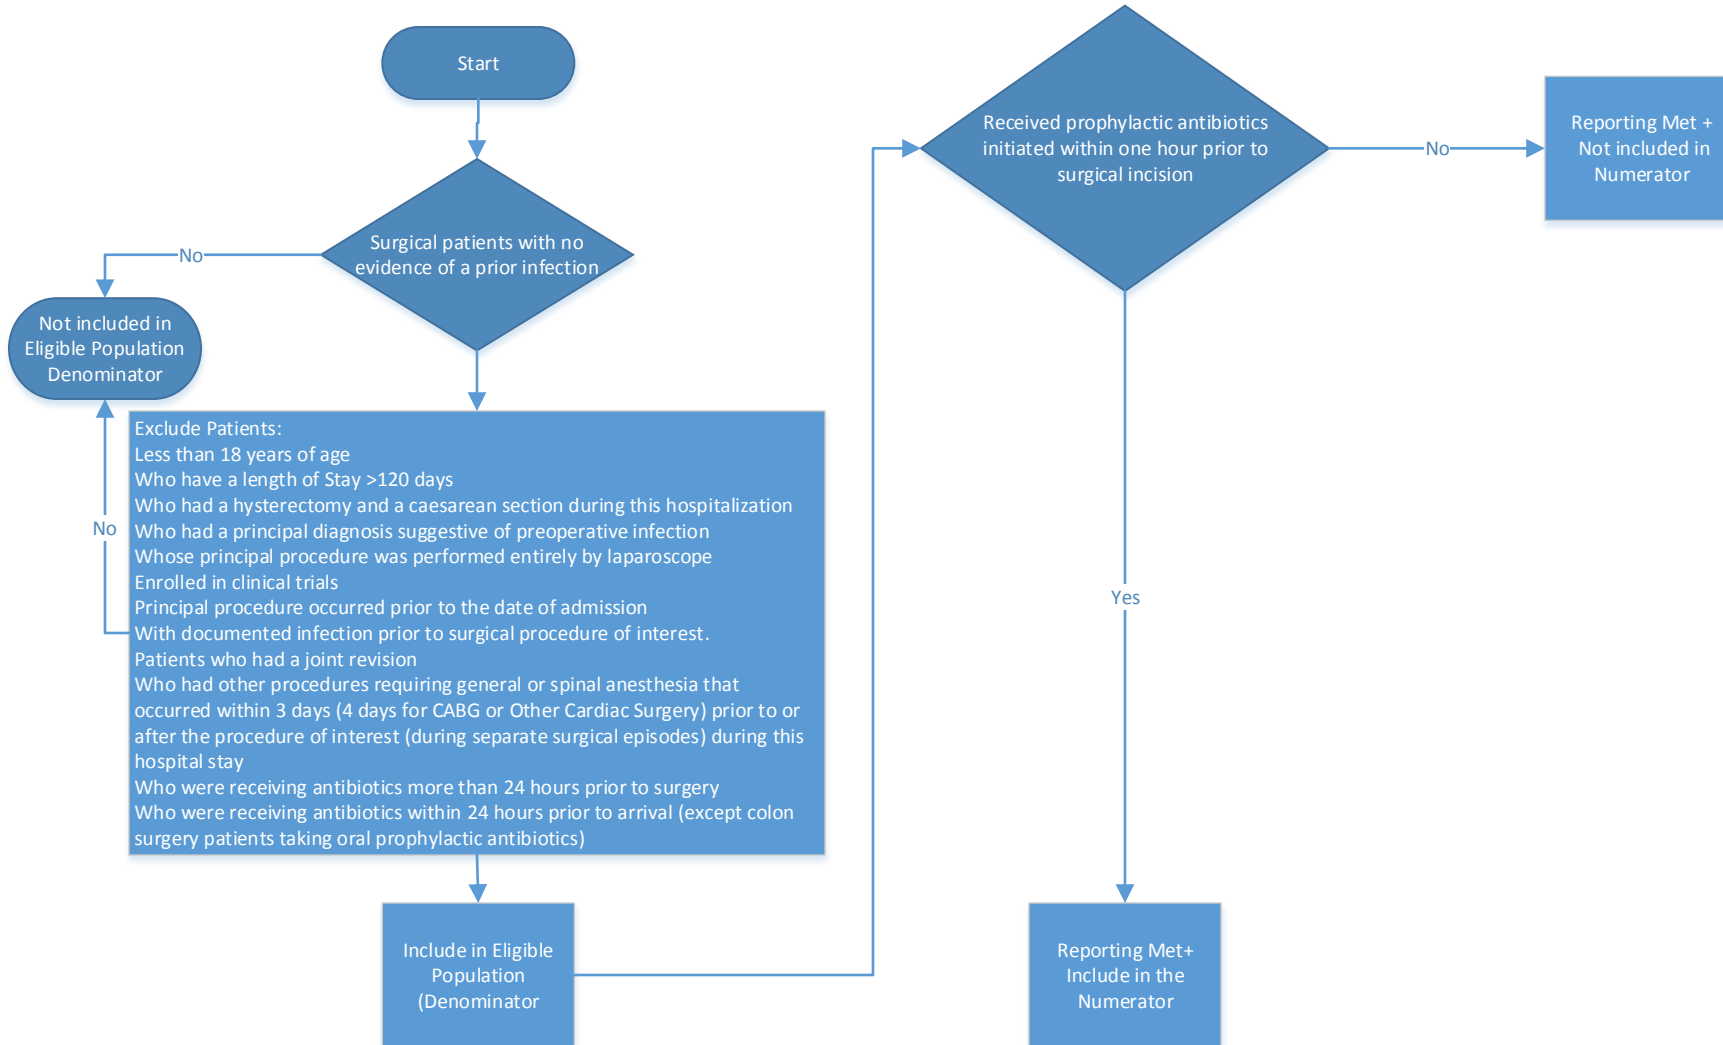 Start
Surgical patients with no
evidence of a prior infection
No
Not included in
Eligible Population
Denominator
Exclude Patients:
Less than 18 years of age
Who have a length of Stay >120 days
Who had a hysterectomy and a caesarean section during this hospitalization
Who had a principal diagnosis suggestive of preoperative infection
Whose principal procedure was performed entirely by laparoscope
Enrolled in clinical trials
Principal procedure occurred prior to the date of admission
With documented infection prior to surgical procedure of interest.
Patients who had a joint revision
Who had other procedures requiring general or spinal anesthesia that
occurred within 3 days (4 days for CABG or Other Cardiac Surgery) prior to or
after the procedure of interest (during separate surgical episodes) during this
hospital stay
Who were receiving antibiotics more than 24 hours prior to surgery
Who were receiving antibiotics within 24 hours prior to arrival (except colon
surgery patients taking oral prophylactic antibiotics)
No
Include in Eligible
Population
(Denominator
Received prophylactic antibiotics
initiated within one hour prior to
surgical incision
No
Reporting Met +
Not included in
Numerator
Yes
Reporting Met+
Include in the
Numerator